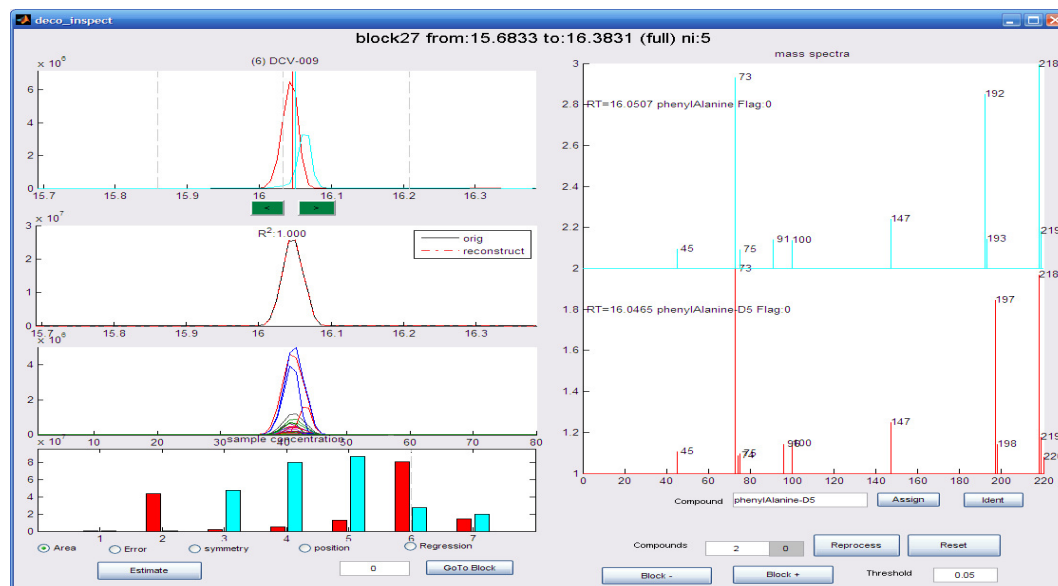 deco_inspect
block27 from:15.6833 to:16.3831 (full) ni:5
(6) DCV-009
× 10^6
6
4
2
0
15.7 15.8 15.9 16 16.1 16.2 16.3
< >
× 10^7
3
2
1
0
R^2:1.000
orig
reconstruct
15.7 15.8 15.9 16 16.1 16.2 16.3
× 10^6
4
2
0
10 20 30 40 50 60 70 80
× 10^7
sample concentration
8
6
4
2
0
1 2 3 4 5 6 7
Area Error symmetry position Regression
Estimate 0 GoTo Block
mass spectra
3
2.8
2.6
2.4
2.2
2
1.8
1.6
1.4
1.2
1
73 218
RT=16.0507 phenylAlanine Flag:0 192
45 75 91 100 147 193 219
73 218
RT=16.0465 phenylAlanine-D5 Flag:0 197
45 74 75 96 100 147 198 219
0 20 40 60 80 100 120 140 160 180 200 220
Compound phenylAlanine-D5 Assign Ident
Compounds 2 0 Reprocess Reset
Block - Block + Threshold 0.05